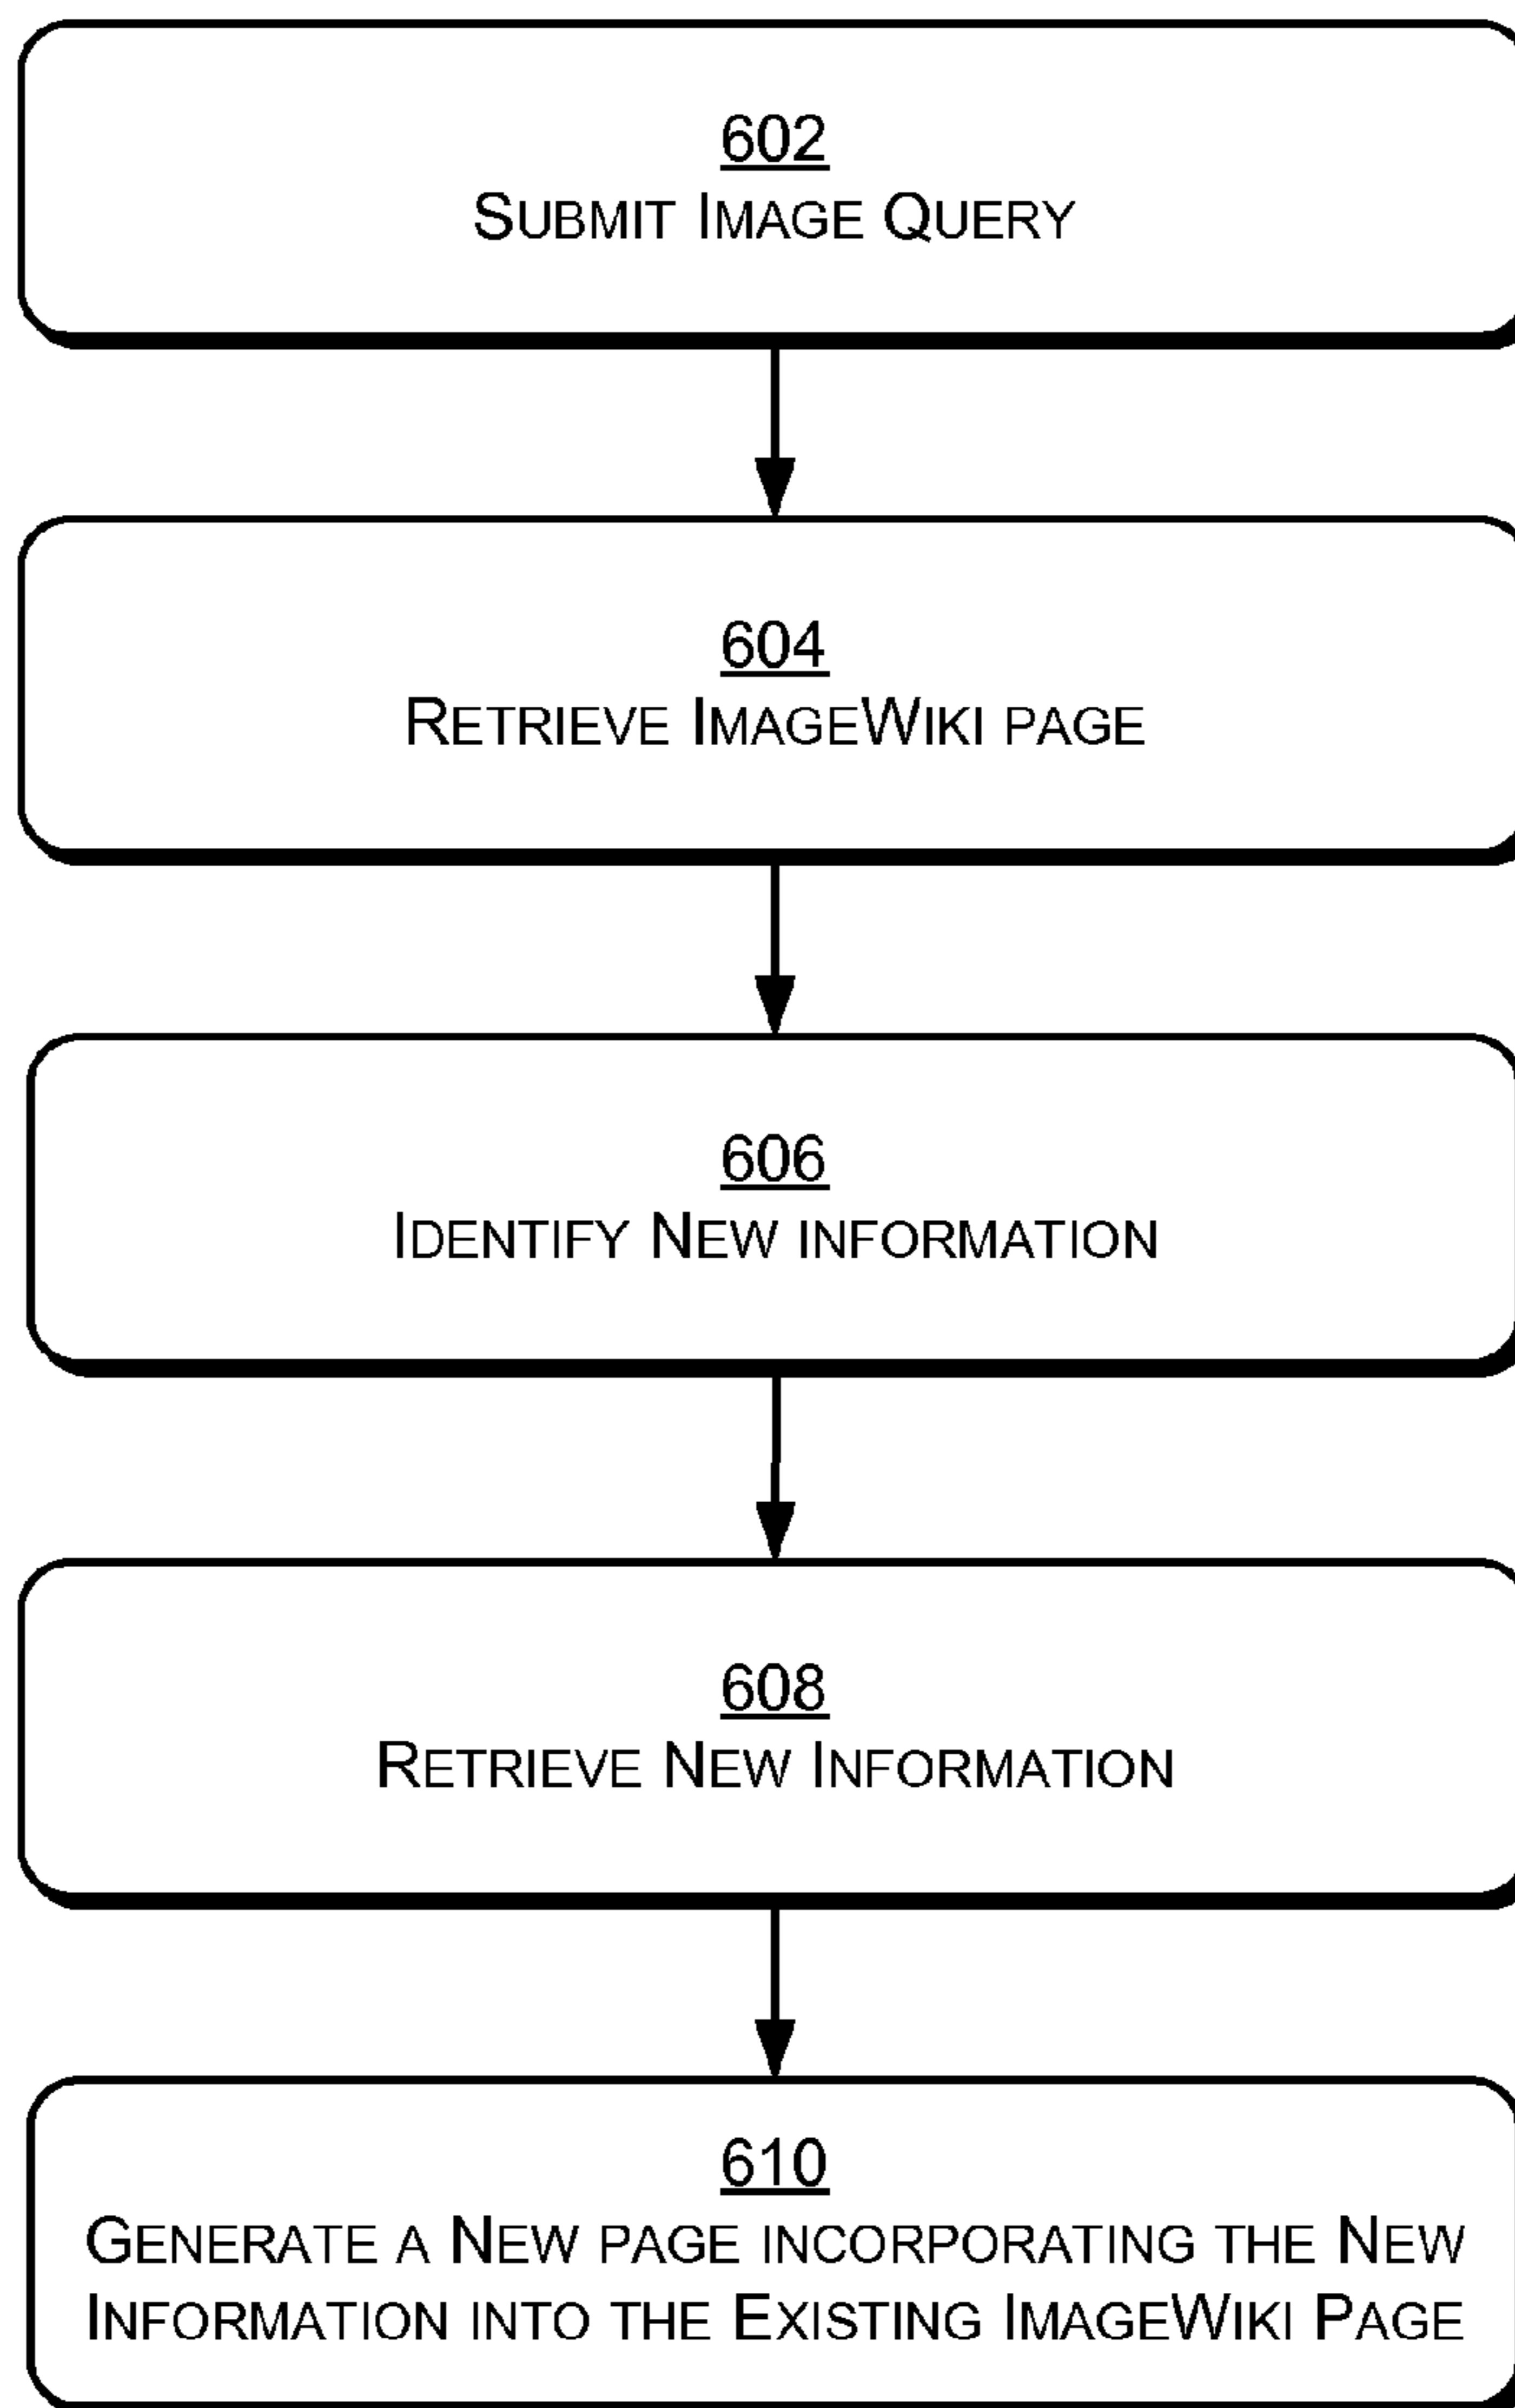 602
Submit Image Query
604
Retrieve ImageWiki page
606
Identify New information
608
Retrieve New Information
610
Generate a New page incorporating the New
Information into the Existing ImageWiki Page